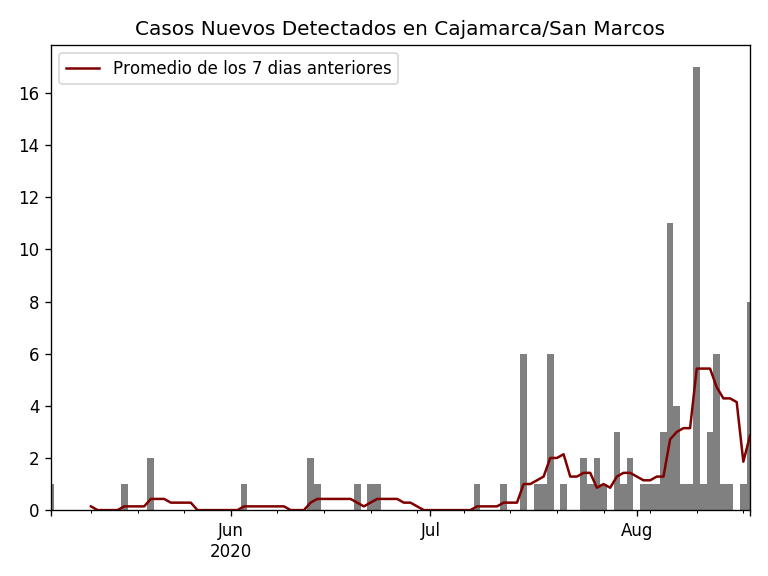 Casos Nuevos Detectados en Cajamarca/San Marcos
Promedio de los 7 dias anteriores
16
14
12
10
8
6
4
2
0
Jun
2020
Jul
Aug